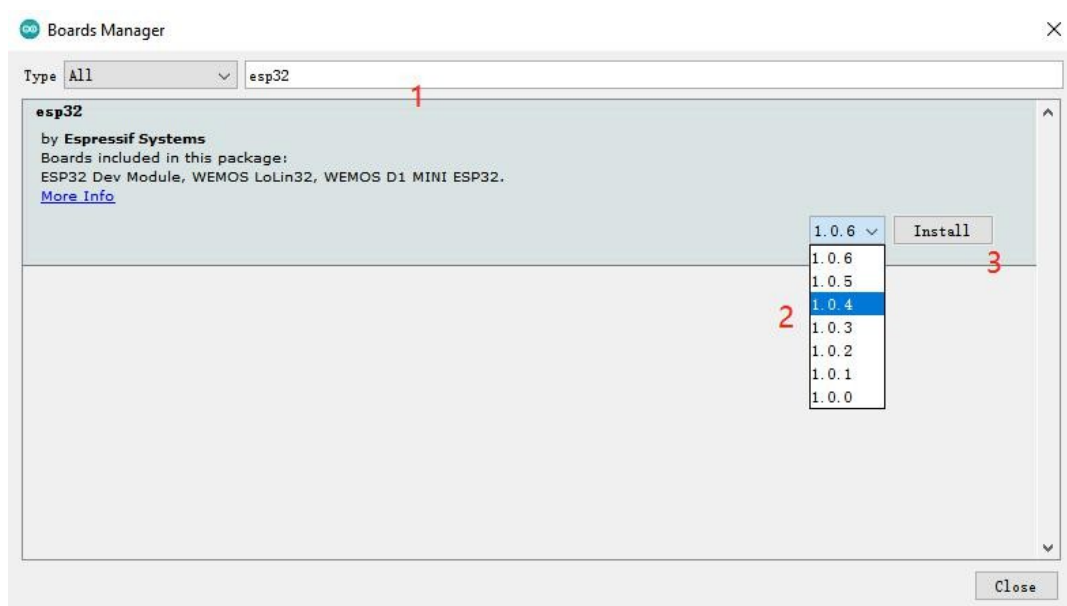 Boards Manager
Type All esp32
1
esp32
by Espressif Systems
Boards included in this package:
ESP32 Dev Module, WEMOS LoLin32, WEMOS D1 MINI ESP32.
More Info
1.0.6 Install
3
1.0.6
1.0.5
2
1.0.4
1.0.3
1.0.2
1.0.1
1.0.0
Close